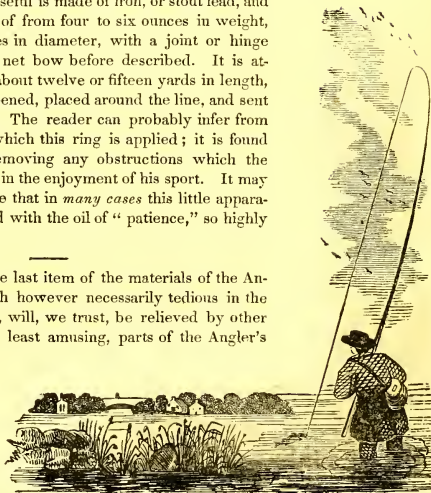 seful is made of iron, or stout lead, and
of from four to six ounces in weight,
es in diameter, with a joint or hinge
net bow before described. It is at-
bout twelve or fifteen yards in length,
ened, placed around the line, and sent
The reader can probably infer from
which this ring is applied; it is found
emoving any obstructions which the
in the enjoyment of his sport. It may
e that in many cases this little appara-
d with the oil of “ patience,” so highly
e last item of the materials of the An-
h however necessarily tedious in the
, will, we trust, be relieved by other
least amusing, parts of the Angler’s